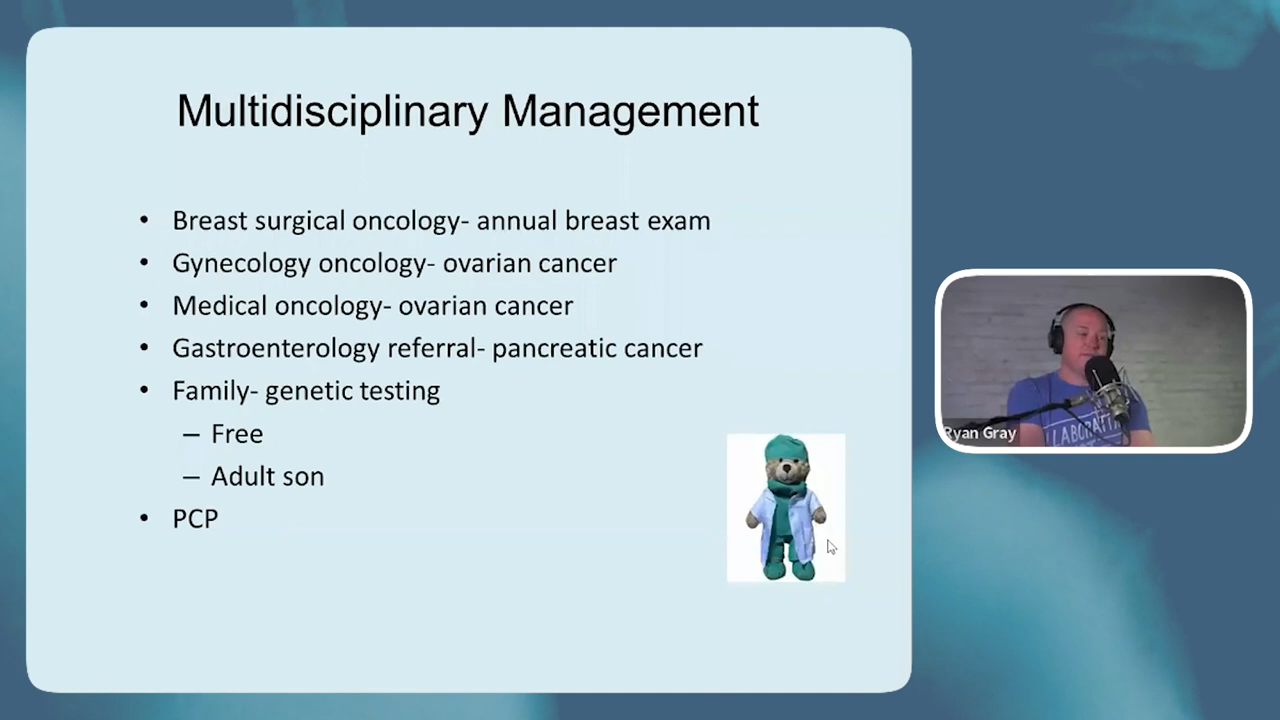 Multidisciplinary Management
• Breast surgical oncology- annual breast exam
• Gynecology oncology- ovarian cancer
• Medical oncology- ovarian cancer
• Gastroenterology referral- pancreatic cancer
• Family- genetic testing
– Free
– Adult son
• PCP
Ryan Gray